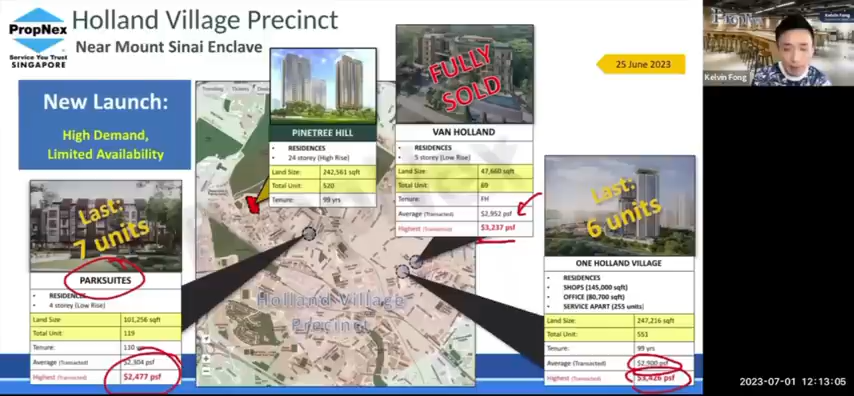 PropNex
Service You Trust
SINGAPORE
Holland Village Precinct
Near Mount Sinai Enclave
25 June 2023
New Launch:
High Demand,
Limited Availability
PINETREE HILL
• RESIDENCES
• 24 storey (High Rise)
Land Size: 242,561 sqft
Total Unit: 520
Tenure: 99 yrs
FULLY
SOLD
VAN HOLLAND
• RESIDENCES
• 5 storey (Low Rise)
Land Size: 47,660 sqft
Total Unit: 69
Tenure: FH
Average (Transacted) $2,952 psf
Highest (Transacted) $3,237 psf
Last:
7 units
PARKSUITES
• RESIDENCES
• 4 storey (Low Rise)
Land Size: 101,256 sqft
Total Unit: 119
Tenure: 110 yrs
Average (Transacted) $2,304 psf
Highest (Transacted) $2,477 psf
Holland Village
Precinct
Last:
6 units
ONE HOLLAND VILLAGE
• RESIDENCES
• SHOPS (145,000 sqft)
• OFFICE (80,700 sqft)
• SERVICE APART (255 units)
Land Size: 247,216 sqft
Total Unit: 551
Tenure: 99 yrs
Average (Transacted) $2,900 psf
Highest (Transacted) $3,426 psf
PropNex
Kelvin Fong
Kelvin Fong
2023-07-01 12:13:05